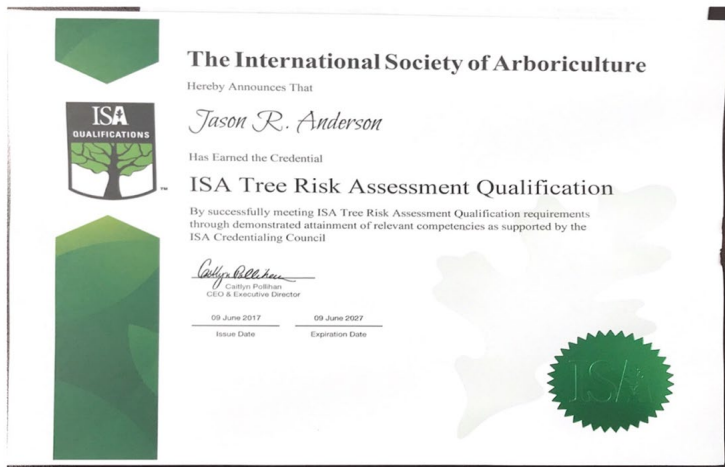 The International Society of Arboriculture
Hereby Announces That
Jason R. Anderson
Has Earned the Credential
ISA Tree Risk Assessment Qualification
By successfully meeting ISA Tree Risk Assessment Qualification requirements
through demonstrated attainment of relevant competencies as supported by the
ISA Credentialing Council
Caitlyn Pollihan
Caitlyn Pollihan
CEO & Executive Director
09 June 2017 09 June 2027
Issue Date Expiration Date
ISA
QUALIFICATIONS
TM
ISA